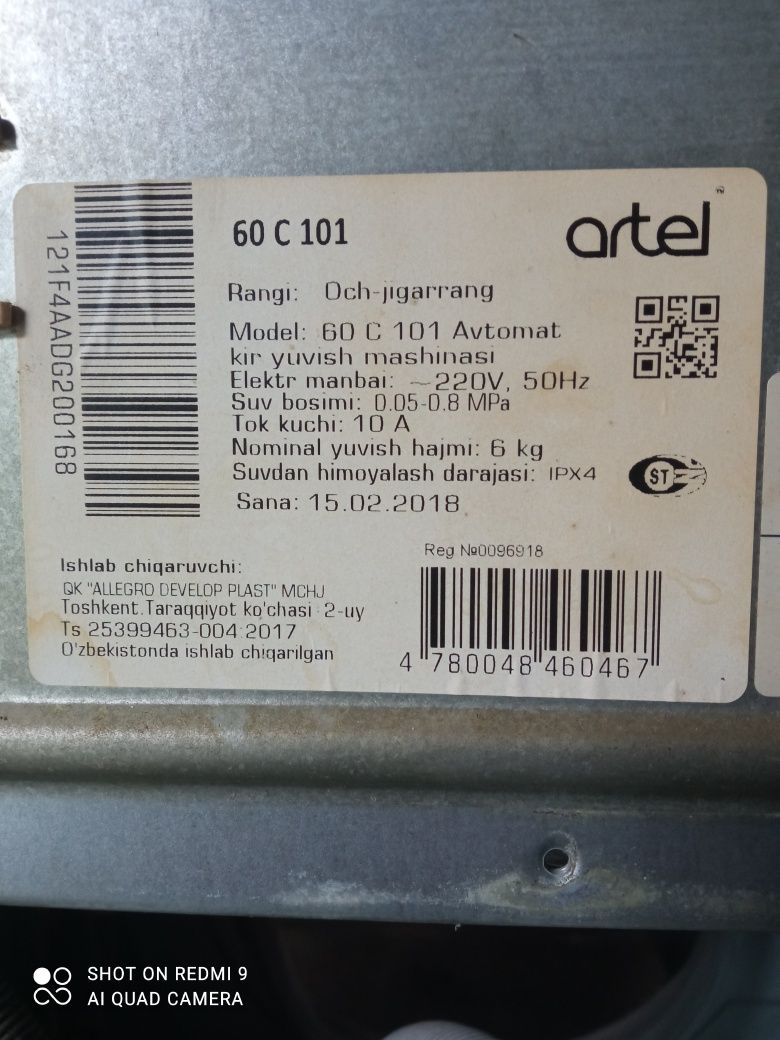 121F4AADG200168
60 C 101
artel
Rangi: Och-jigarrang
Model: 60 C 101 Avtomat
kir yuvish mashinasi
Elektr manbai: ~220V, 50Hz
Suv bosimi: 0.05-0.8 MPa
Tok kuchi: 10 A
Nominal yuvish hajmi: 6 kg
Suvdan himoyalash darajasi: IPX4
ST
Sana: 15.02.2018
Reg №0096918
Ishlab chiqaruvchi:
QK "ALLEGRO DEVELOP PLAST" MCHJ
Toshkent.Taraqqiyot ko'chasi 2-uy
Ts 25399463-004:2017
O'zbekistonda ishlab chiqarilgan
4 780048 460467
SHOT ON REDMI 9
AI QUAD CAMERA